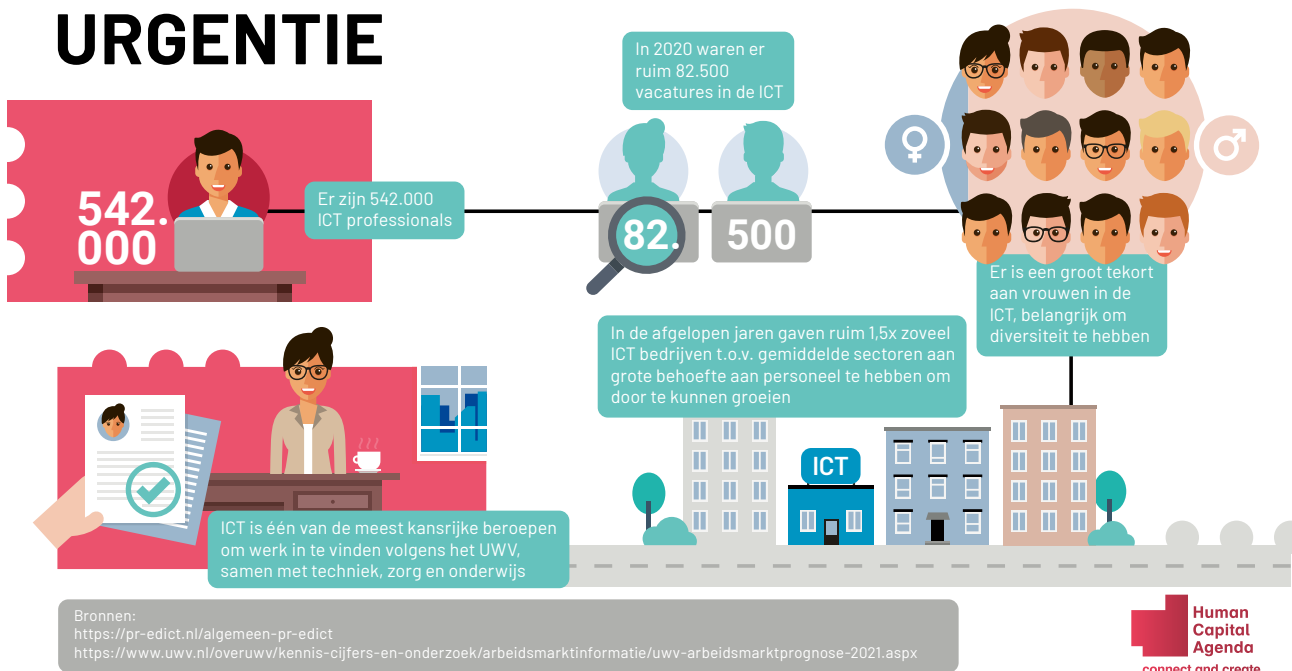 URGENTIE
542.
000
Er zijn 542.000
ICT professionals
In 2020 waren er
ruim 82.500
vacatures in de ICT
82.
500
Er is een groot tekort
aan vrouwen in de
ICT, belangrijk om
diversiteit te hebben
In de afgelopen jaren gaven ruim 1,5x zoveel
ICT bedrijven t.o.v. gemiddelde sectoren aan
grote behoefte aan personeel te hebben om
door te kunnen groeien
ICT
ICT is één van de meest kansrijke beroepen
om werk in te vinden volgens het UWV,
samen met techniek, zorg en onderwijs
Bronnen:
https://pr-edict.nl/algemeen-pr-edict
https://www.uwv.nl/overuwv/kennis-cijfers-en-onderzoek/arbeidsmarktinformatie/uwv-arbeidsmarktprognose-2021.aspx
Human
Capital
Agenda
connect and create